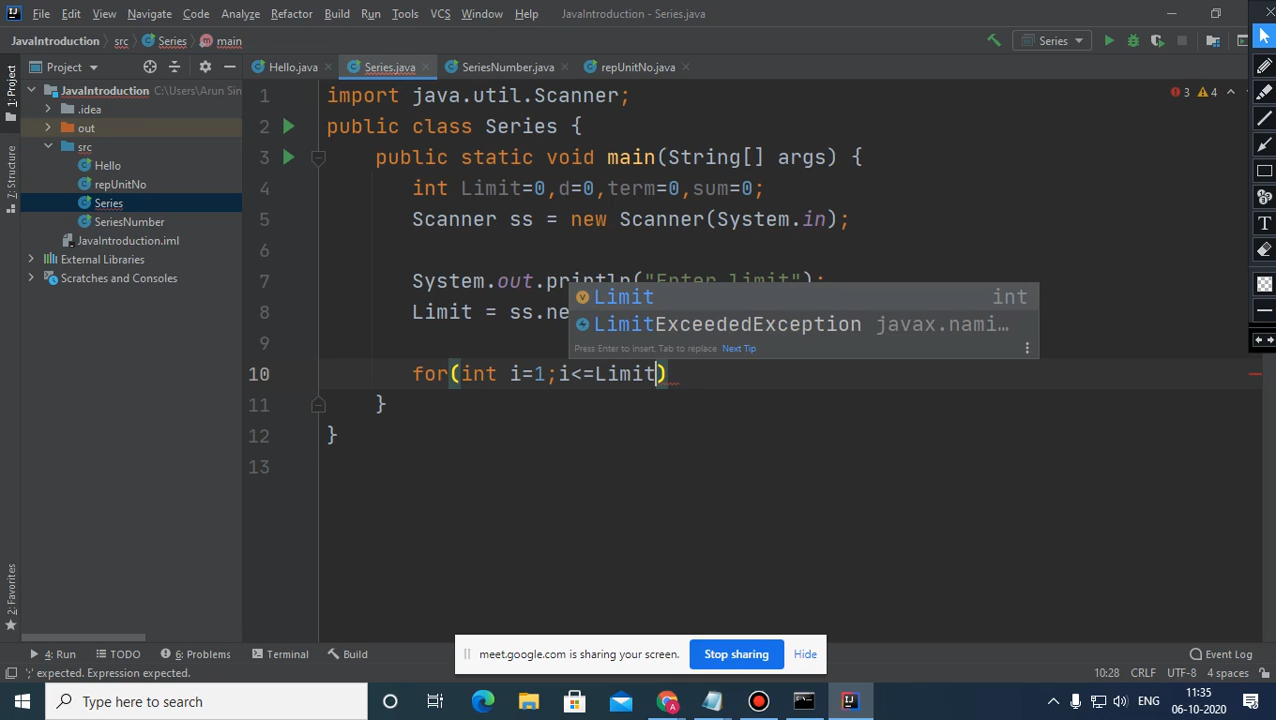 File Edit View Navigate Code Analyze Refactor Build Run Tools VCS Window Help JavaIntroduction - Series.java
JavaIntroduction src Series main Series
1: Project
7: Structure
2: Favorites
Project
Hello.java Series.java SeriesNumber.java repUnitNo.java
JavaIntroduction C:\Users\Arun Sin
.idea
out
src
Hello
repUnitNo
Series
SeriesNumber
JavaIntroduction.iml
External Libraries
Scratches and Consoles
3 4
1 import java.util.Scanner;
2 public class Series {
3 public static void main(String[] args) {
4 int Limit=0,d=0,term=0,sum=0;
5 Scanner ss = new Scanner(System.in);
6
7 System.out.println("Enter limit");
8 Limit = ss.ne
9
10 for(int i=1;i<=Limit)
11 }
12 }
13
Limit int
LimitExceededException javax.nami…
Press Enter to insert, Tab to replace Next Tip
meet.google.com is sharing your screen. Stop sharing Hide
4: Run TODO 6: Problems Terminal Build Event Log
';' expected. Expression expected. 10:28 CRLF UTF-8 4 spaces
Type here to search
ENG 11:35
06-10-2020